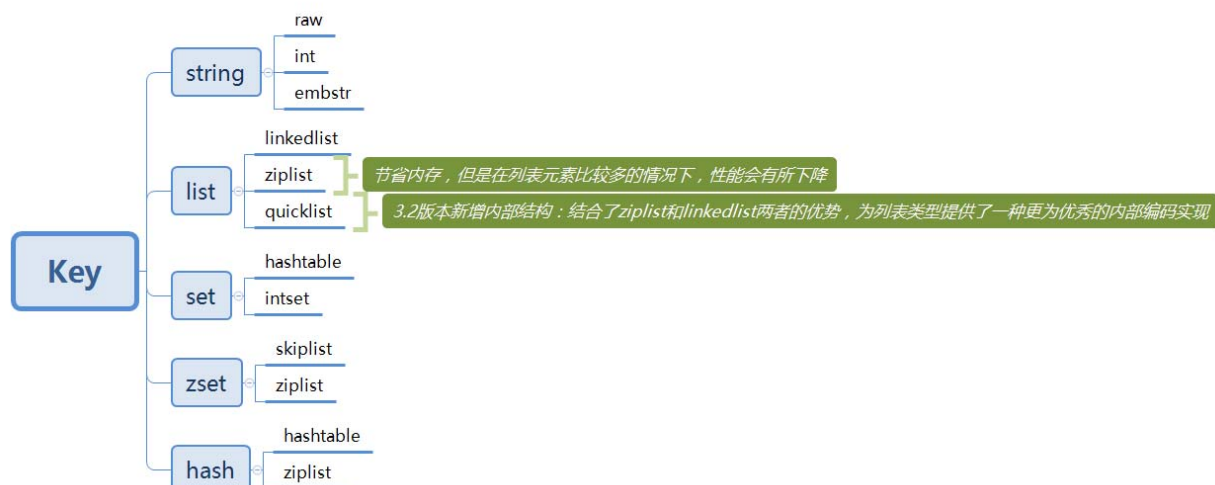 Key
string
raw
int
embstr
list
linkedlist
ziplist
节省内存，但是在列表元素比较多的情况下，性能会有所下降
quicklist
3.2版本新增内部结构：结合了ziplist和linkedlist两者的优势，为列表类型提供了一种更为优秀的内部编码实现
set
hashtable
intset
zset
skiplist
ziplist
hash
hashtable
ziplist